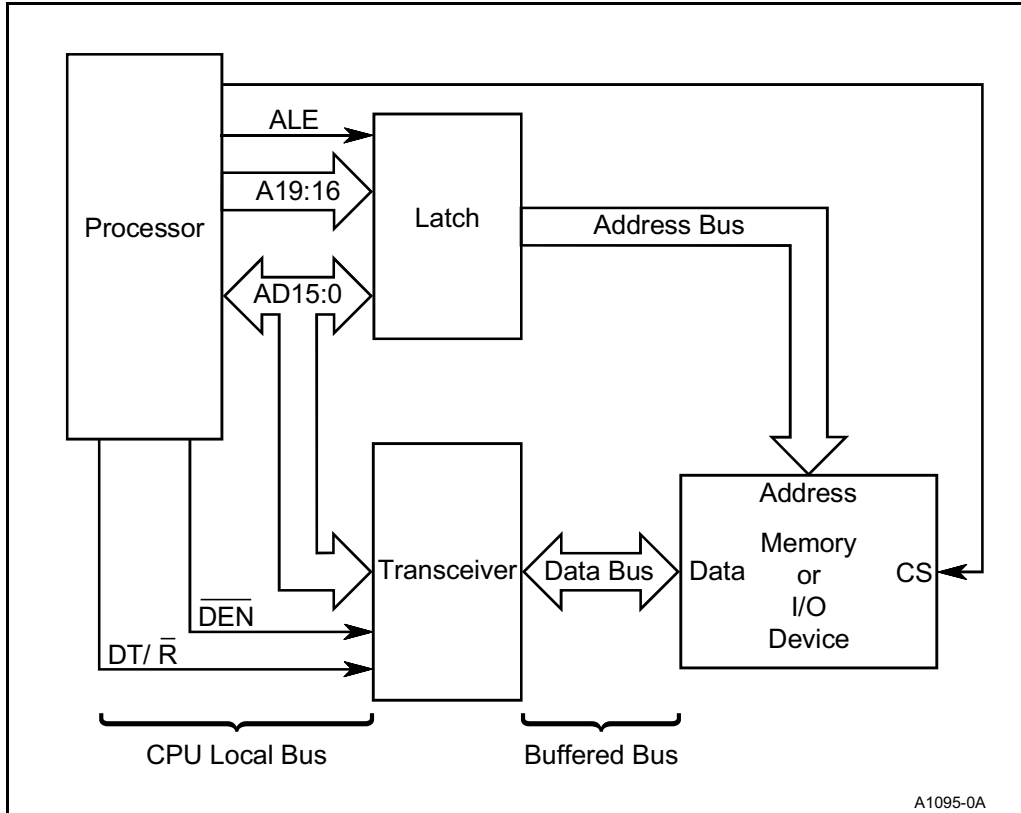 ALE
A19:16
Processor
Latch
Address Bus
AD15:0
Address
Transceiver
Data Bus
Data
Memory
or
I/O
Device
CS
D̅E̅N̅
DT/ R̅
CPU Local Bus
Buffered Bus
A1095-0A